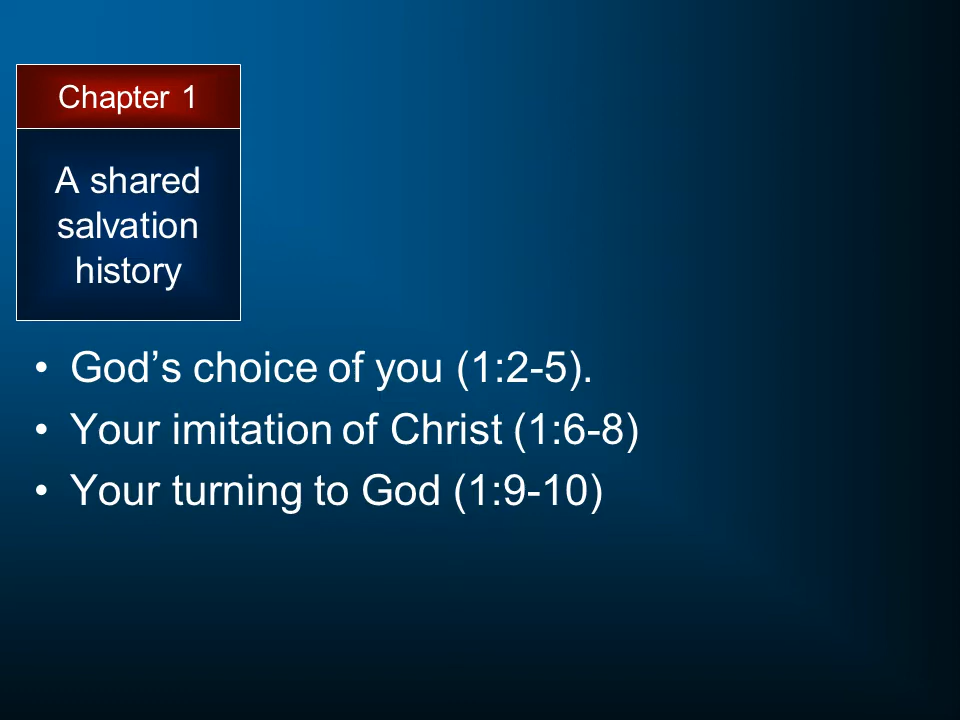 Chapter 1
A shared
salvation
history
• God’s choice of you (1:2-5).
• Your imitation of Christ (1:6-8)
• Your turning to God (1:9-10)